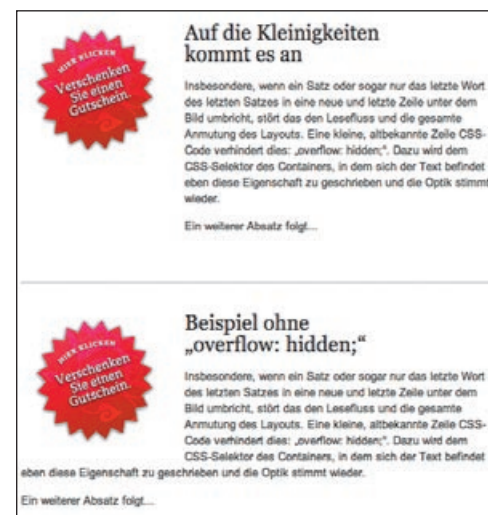 HIER KLICKEN
Verschenken
Sie einen
Gutschein.
Auf die Kleinigkeiten
kommt es an
Insbesondere, wenn ein Satz oder sogar nur das letzte Wort
des letzten Satzes in eine neue und letzte Zeile unter dem
Bild umbricht, stört das den Lesefluss und die gesamte
Anmutung des Layouts. Eine kleine, altbekannte Zeile CSS-
Code verhindert dies: „overflow: hidden;“. Dazu wird dem
CSS-Selektor des Containers, in dem sich der Text befindet
eben diese Eigenschaft zu geschrieben und die Optik stimmt
wieder.
Ein weiterer Absatz folgt...
HIER KLICKEN
Verschenken
Sie einen
Gutschein.
Beispiel ohne
„overflow: hidden;“
Insbesondere, wenn ein Satz oder sogar nur das letzte Wort
des letzten Satzes in eine neue und letzte Zeile unter dem
Bild umbricht, stört das den Lesefluss und die gesamte
Anmutung des Layouts. Eine kleine, altbekannte Zeile CSS-
Code verhindert dies: „overflow: hidden;“. Dazu wird dem
CSS-Selektor des Containers, in dem sich der Text befindet
eben diese Eigenschaft zu geschrieben und die Optik stimmt wieder.
Ein weiterer Absatz folgt...